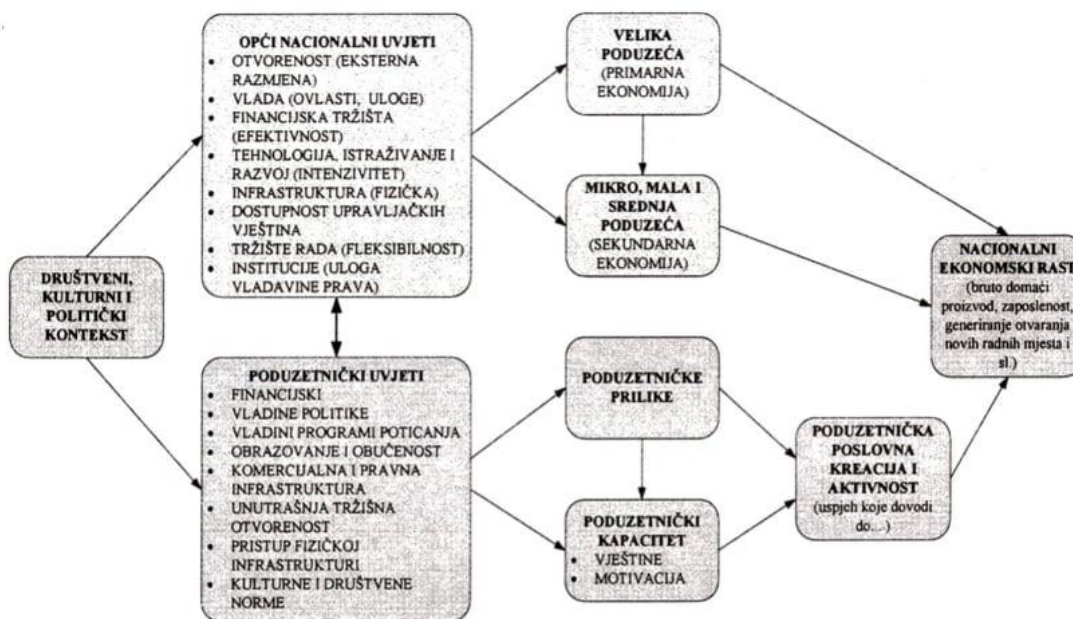 OPĆI NACIONALNI UVJETI
• OTVORENOST (EKSTERNA
RAZMJENA)
• VLADA (OVLASTI, ULOGE)
• FINANCIJSKA TRŽIŠTA
(EFEKTIVNOST)
• TEHNOLOGIJA, ISTRAŽIVANJE I
RAZVOJ (INTENZIVITET)
• INFRASTRUKTURA (FIZIČKA)
• DOSTUPNOST UPRAVLJAČKIH
VJEŠTINA
• TRŽIŠTE RADA (FLEKSIBILNOST)
• INSTITUCIJE (ULOGA
VLADAVINE PRAVA)
VELIKA
PODUZEĆA
(PRIMARNA
EKONOMIJA)
MIKRO, MALA I
SREDNJA
PODUZEĆA
(SEKUNDARNA
EKONOMIJA)
DRUŠTVENI,
KULTURNI I
POLITIČKI
KONTEKST
NACIONALNI
EKONOMSKI RAST
(bruto domaći
proizvod, zaposlenost,
generiranje otvaranja
novih radnih mjesta i
sl.)
PODUZETNIČKI UVJETI
• FINANCIJSKI
• VLADINE POLITIKE
• VLADINI PROGRAMI POTICANJA
• OBRAZOVANJE I OBUČENOST
• KOMERCIJALNA I PRAVNA
INFRASTRUKTURA
• UNUTRAŠNJA TRŽIŠNA
OTVORENOST
• PRISTUP FIZIČKOJ
INFRASTRUKTURI
• KULTURNE I DRUŠTVENE
NORME
PODUZETNIČKE
PRILIKE
PODUZETNIČKI
KAPACITET
• VJEŠTINE
• MOTIVACIJA
PODUZETNIČKA
POSLOVNA
KREACIJA I
AKTIVNOST
(uspjeh koje dovodi
do…)